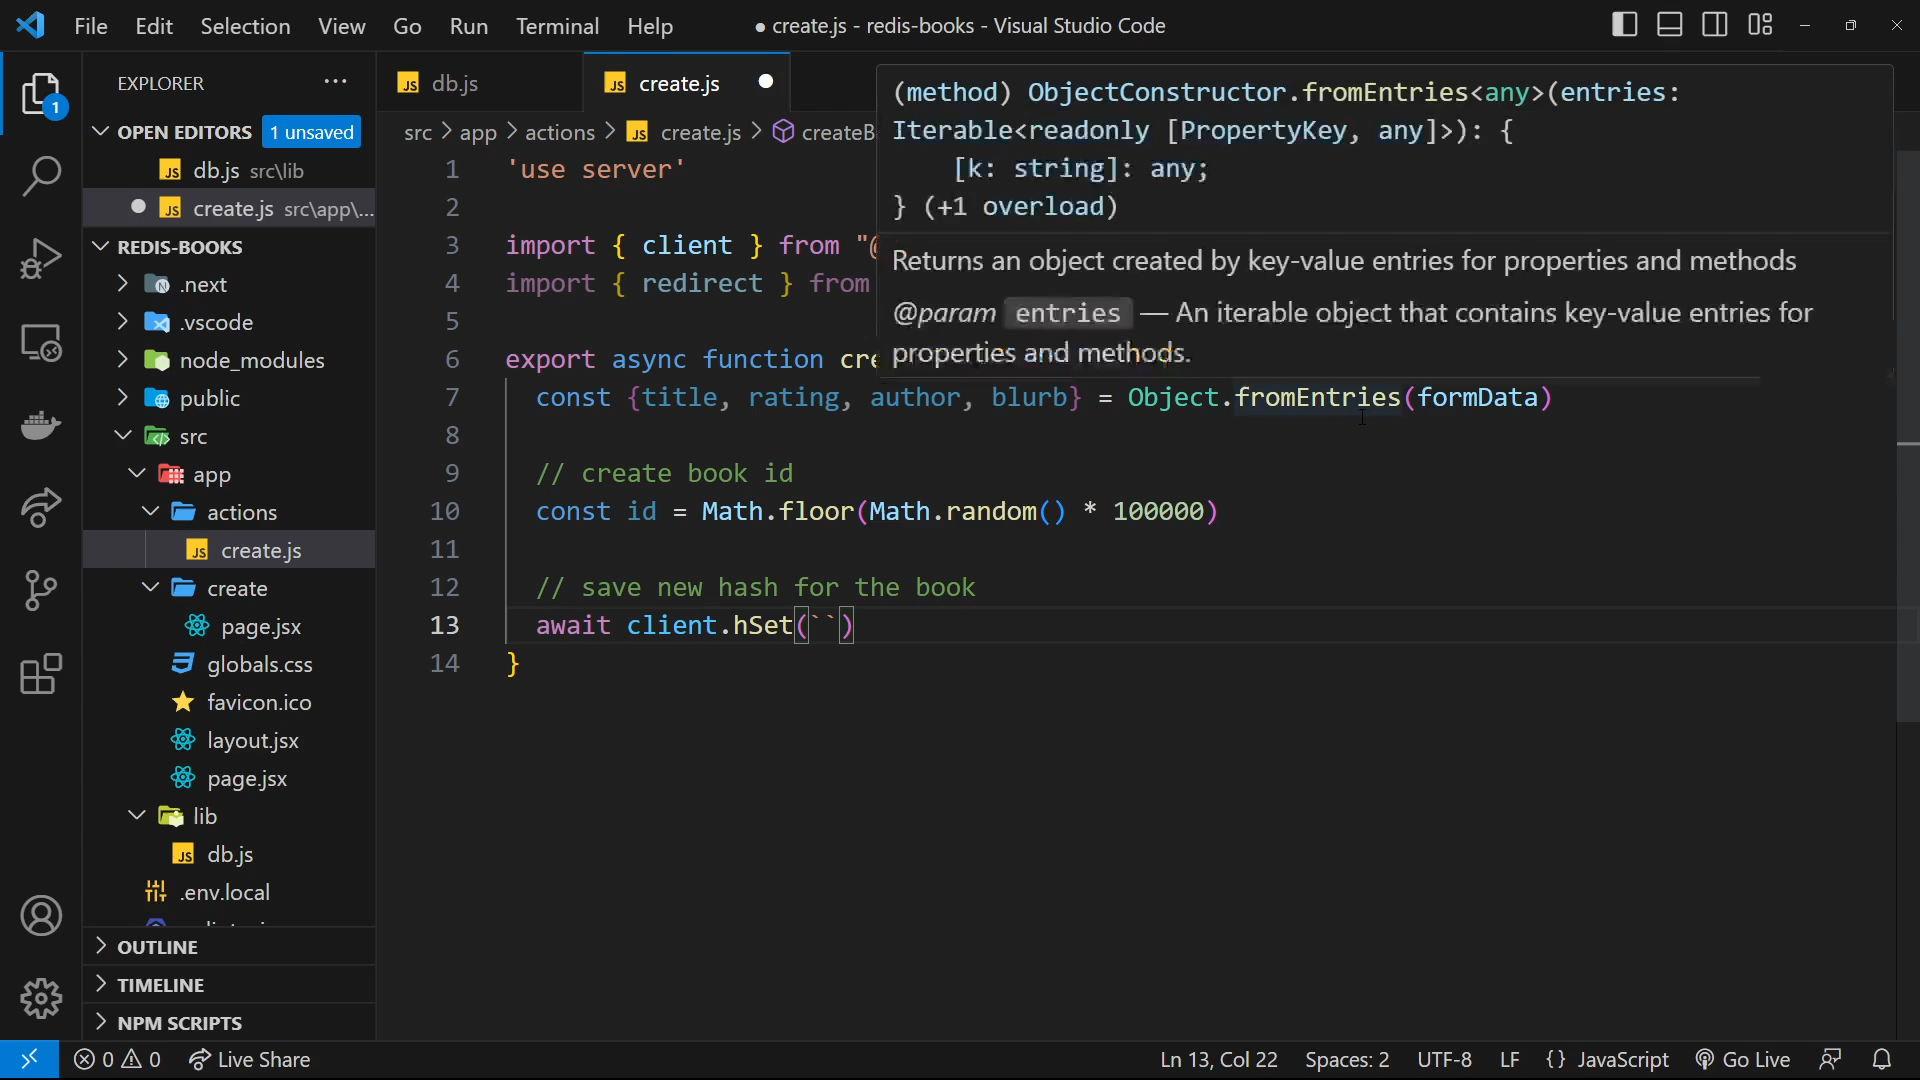 File Edit Selection View Go Run Terminal Help
● create.js - redis-books - Visual Studio Code
EXPLORER ···
1
OPEN EDITORS 1 unsaved
db.js src\lib
create.js src\app\...
REDIS-BOOKS
.next
.vscode
node_modules
public
src
app
actions
create.js
create
page.jsx
globals.css
favicon.ico
layout.jsx
page.jsx
lib
db.js
.env.local
OUTLINE
TIMELINE
NPM SCRIPTS
db.js
create.js
src > app > actions > create.js > createB
(method) ObjectConstructor.fromEntries<any>(entries:
Iterable<readonly [PropertyKey, any]>): {
[k: string]: any;
} (+1 overload)
Returns an object created by key-value entries for properties and methods
@param entries — An iterable object that contains key-value entries for
properties and methods.
1 'use server'
2
3 import { client } from "@
4 import { redirect } from
5
6 export async function cre
7 const {title, rating, author, blurb} = Object.fromEntries(formData)
8
9 // create book id
10 const id = Math.floor(Math.random() * 100000)
11
12 // save new hash for the book
13 await client.hSet(``)
14 }
0 0 Live Share
Ln 13, Col 22 Spaces: 2 UTF-8 LF {} JavaScript Go Live